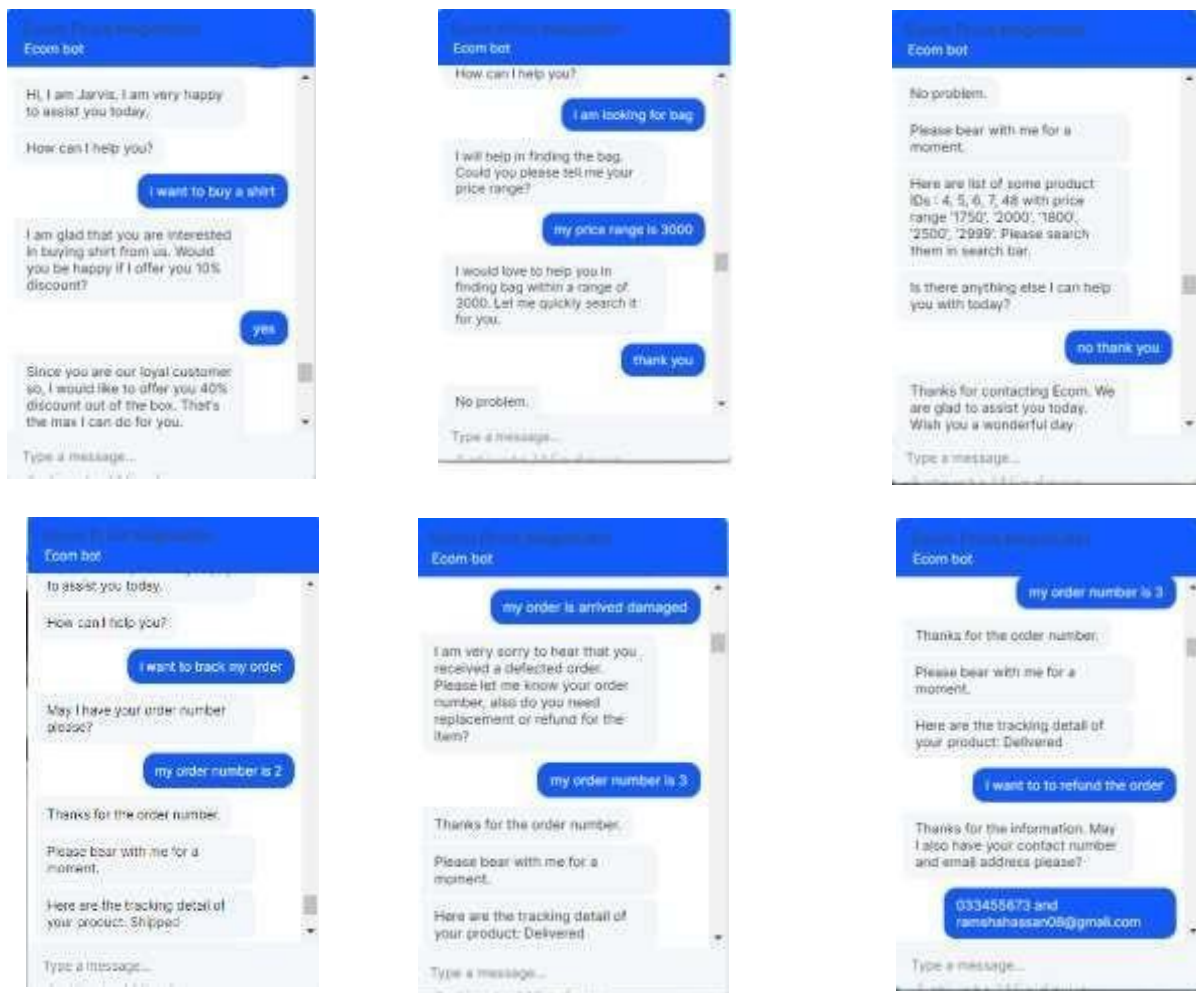 Ecom bot
Hi, I am Jarvis, I am very happy
to assist you today.
How can I help you?
I want to buy a shirt
I am glad that you are interested
in buying shirt from us. Would
you be happy if I offer you 10%
discount?
yes
Since you are our loyal customer
so, I would like to offer you 40%
discount out of the box. That's
the max I can do for you.
Type a message...
Ecom bot
How can I help you?
I am looking for bag
I will help in finding the bag.
Could you please tell me your
price range?
my price range is 3000
I would love to help you in
finding bag within a range of
3000. Let me quickly search it
for you.
thank you
No problem.
Type a message...
Ecom bot
No problem.
Please bear with me for a
moment.
Here are list of some product
IDs : 4, 5, 6, 7, 48 with price
range '1750', '2000', '1800',
'2500', '2999'. Please search
them in search bar.
Is there anything else I can help
you with today?
no thank you
Thanks for contacting Ecom. We
are glad to assist you today.
Wish you a wonderful day
Type a message...
Ecom bot
to assist you today.
How can I help you?
I want to track my order
May I have your order number
please?
my order number is 2
Thanks for the order number.
Please bear with me for a
moment.
Here are the tracking detail of
your product: Shipped
Type a message...
Ecom bot
my order is arrived damaged
I am very sorry to hear that you
received a defected order.
Please let me know your order
number, also do you need
replacement or refund for the
item?
my order number is 3
Thanks for the order number.
Please bear with me for a
moment.
Here are the tracking detail of
your product: Delivered
Type a message...
Ecom bot
my order number is 3
Thanks for the order number.
Please bear with me for a
moment.
Here are the tracking detail of
your product: Delivered
I want to to refund the order
Thanks for the information. May
I also have your contact number
and email address please?
033455673 and
ramshahassan08@gmail.com
Type a message...